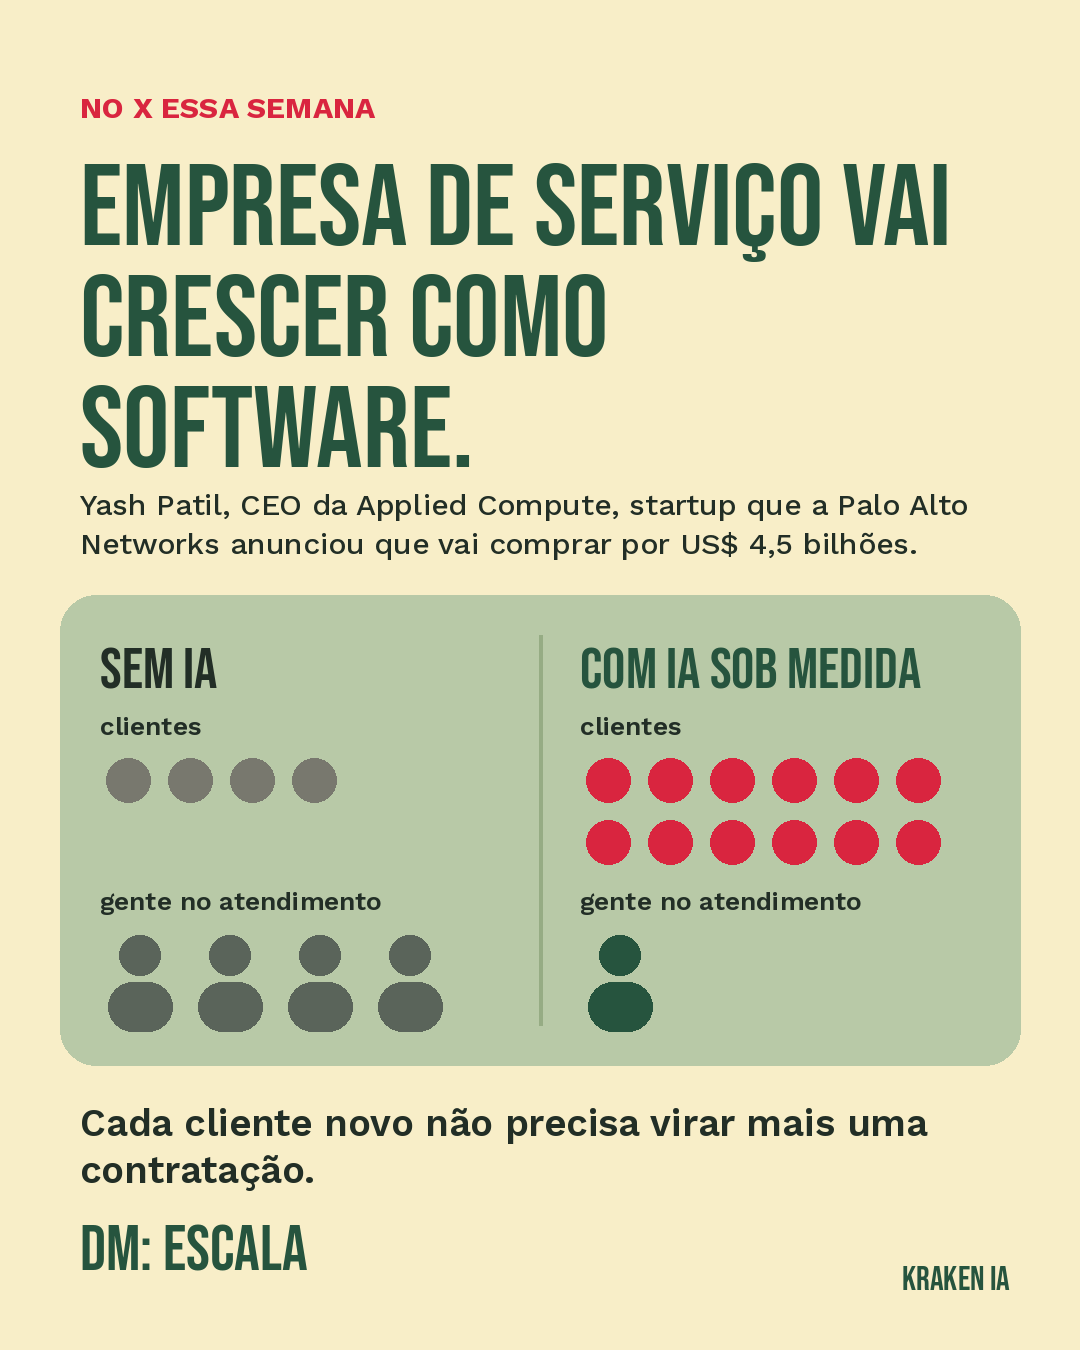 NO X ESSA SEMANA
EMPRESA DE SERVIÇO VAI
CRESCER COMO
SOFTWARE.
Yash Patil, CEO da Applied Compute, startup que a Palo Alto
Networks anunciou que vai comprar por US$ 4,5 bilhões.
SEM IA
clientes
gente no atendimento
COM IA SOB MEDIDA
clientes
gente no atendimento
Cada cliente novo não precisa virar mais uma
contratação.
DM: ESCALA
KRAKEN IA